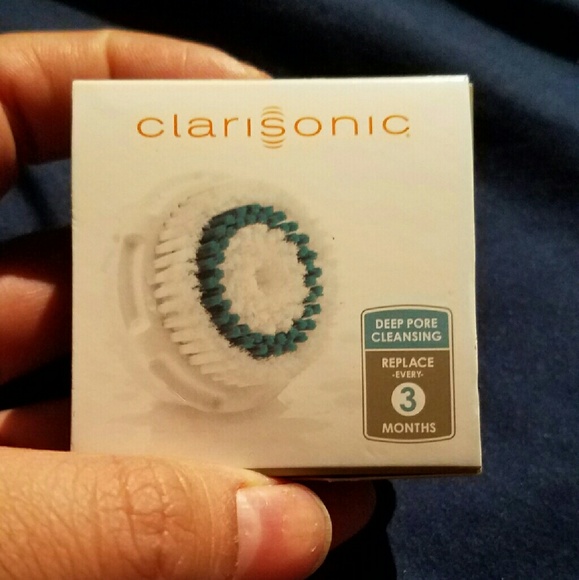 clarisonic
DEEP PORE
CLEANSING
REPLACE
-EVERY-
3
MONTHS